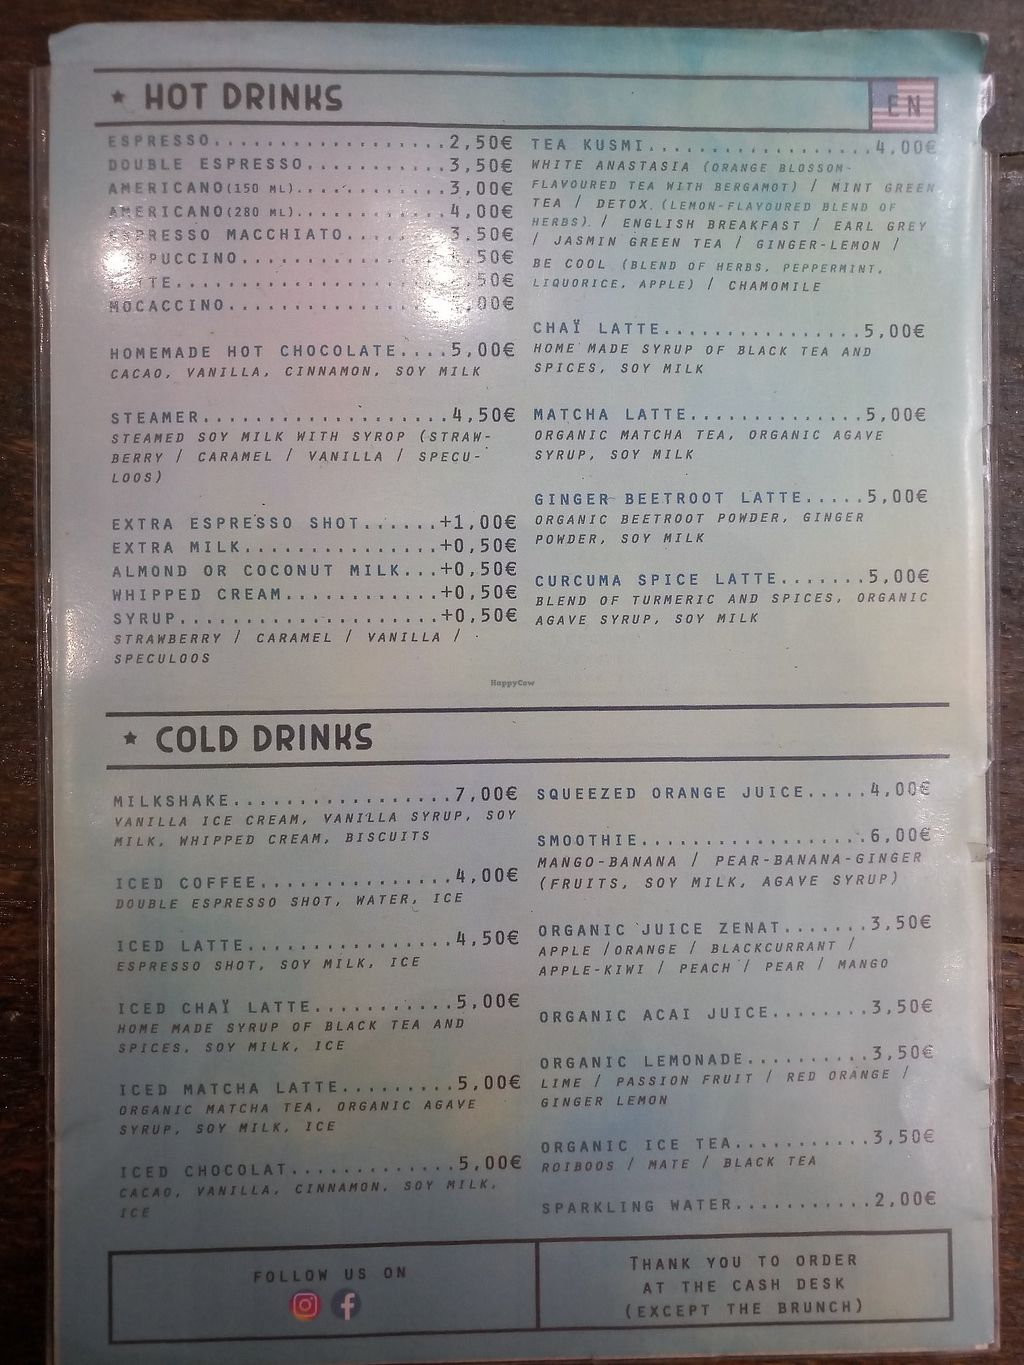 ★ HOT DRINKS
EN
ESPRESSO...................2,50€
DOUBLE ESPRESSO............3,50€
AMERICANO(150 ML)............3,00€
AMERICANO(280 ML)............4,00€
ESPRESSO MACCHIATO.......3,50€
MOCACCINO
HOMEMADE HOT CHOCOLATE....5,00€
CACAO, VANILLA, CINNAMON, SOY MILK
STEAMER....................4,50€
STEAMED SOY MILK WITH SYROP (STRAW-
BERRY / CARAMEL / VANILLA / SPECU-
LOOS)
EXTRA ESPRESSO SHOT......+1,00€
EXTRA MILK................+0,50€
ALMOND OR COCONUT MILK...+0,50€
WHIPPED CREAM.............+0,50€
SYRUP......................+0,50€
STRAWBERRY / CARAMEL / VANILLA /
SPECULOOS
TEA KUSMI...................4,00€
WHITE ANASTASIA (ORANGE BLOSSOM-
FLAVOURED TEA WITH BERGAMOT) / MINT GREEN
TEA / DETOX (LEMON-FLAVOURED BLEND OF
HERBS) / ENGLISH BREAKFAST / EARL GREY
/ JASMIN GREEN TEA / GINGER-LEMON /
BE COOL (BLEND OF HERBS, PEPPERMINT,
LIQUORICE, APPLE) / CHAMOMILE
CHAÏ LATTE................5,00€
HOME MADE SYRUP OF BLACK TEA AND
SPICES, SOY MILK
MATCHA LATTE..............5,00€
ORGANIC MATCHA TEA, ORGANIC AGAVE
SYRUP, SOY MILK
GINGER BEETROOT LATTE.....5,00€
ORGANIC BEETROOT POWDER, GINGER
POWDER, SOY MILK
CURCUMA SPICE LATTE.......5,00€
BLEND OF TURMERIC AND SPICES, ORGANIC
AGAVE SYRUP, SOY MILK
HappyCow
★ COLD DRINKS
MILKSHAKE..................7,00€
VANILLA ICE CREAM, VANILLA SYRUP, SOY
MILK, WHIPPED CREAM, BISCUITS
ICED COFFEE................4,00€
DOUBLE ESPRESSO SHOT, WATER, ICE
ICED LATTE.................4,50€
ESPRESSO SHOT, SOY MILK, ICE
ICED CHAÏ LATTE............5,00€
HOME MADE SYRUP OF BLACK TEA AND
SPICES, SOY MILK, ICE
ICED MATCHA LATTE.........5,00€
ORGANIC MATCHA TEA, ORGANIC AGAVE
SYRUP, SOY MILK, ICE
ICED CHOCOLAT.............5,00€
CACAO, VANILLA, CINNAMON, SOY MILK,
ICE
SQUEEZED ORANGE JUICE.....4,00€
SMOOTHIE..................6,00€
MANGO-BANANA / PEAR-BANANA-GINGER
(FRUITS, SOY MILK, AGAVE SYRUP)
ORGANIC JUICE ZENAT.......3,50€
APPLE /ORANGE / BLACKCURRANT /
APPLE-KIWI / PEACH / PEAR / MANGO
ORGANIC ACAI JUICE........3,50€
ORGANIC LEMONADE..........3,50€
LIME / PASSION FRUIT / RED ORANGE /
GINGER LEMON
ORGANIC ICE TEA...........3,50€
ROIBOOS / MATE / BLACK TEA
SPARKLING WATER...........2,00€
FOLLOW US ON
THANK YOU TO ORDER
AT THE CASH DESK
(EXCEPT THE BRUNCH)